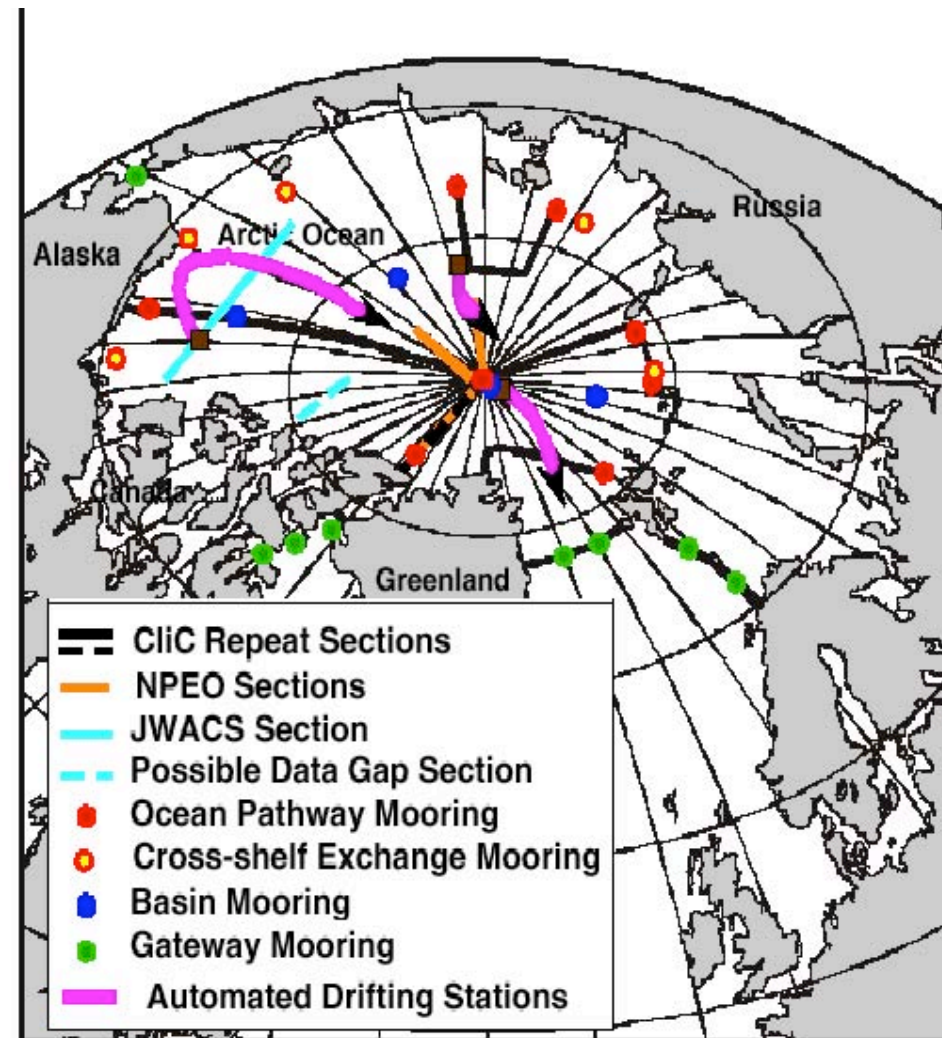 Russia
Arctic Ocean
Alaska
Canada
Greenland
CliC Repeat Sections
NPEO Sections
JWACS Section
Possible Data Gap Section
Ocean Pathway Mooring
Cross-shelf Exchange Mooring
Basin Mooring
Gateway Mooring
Automated Drifting Stations